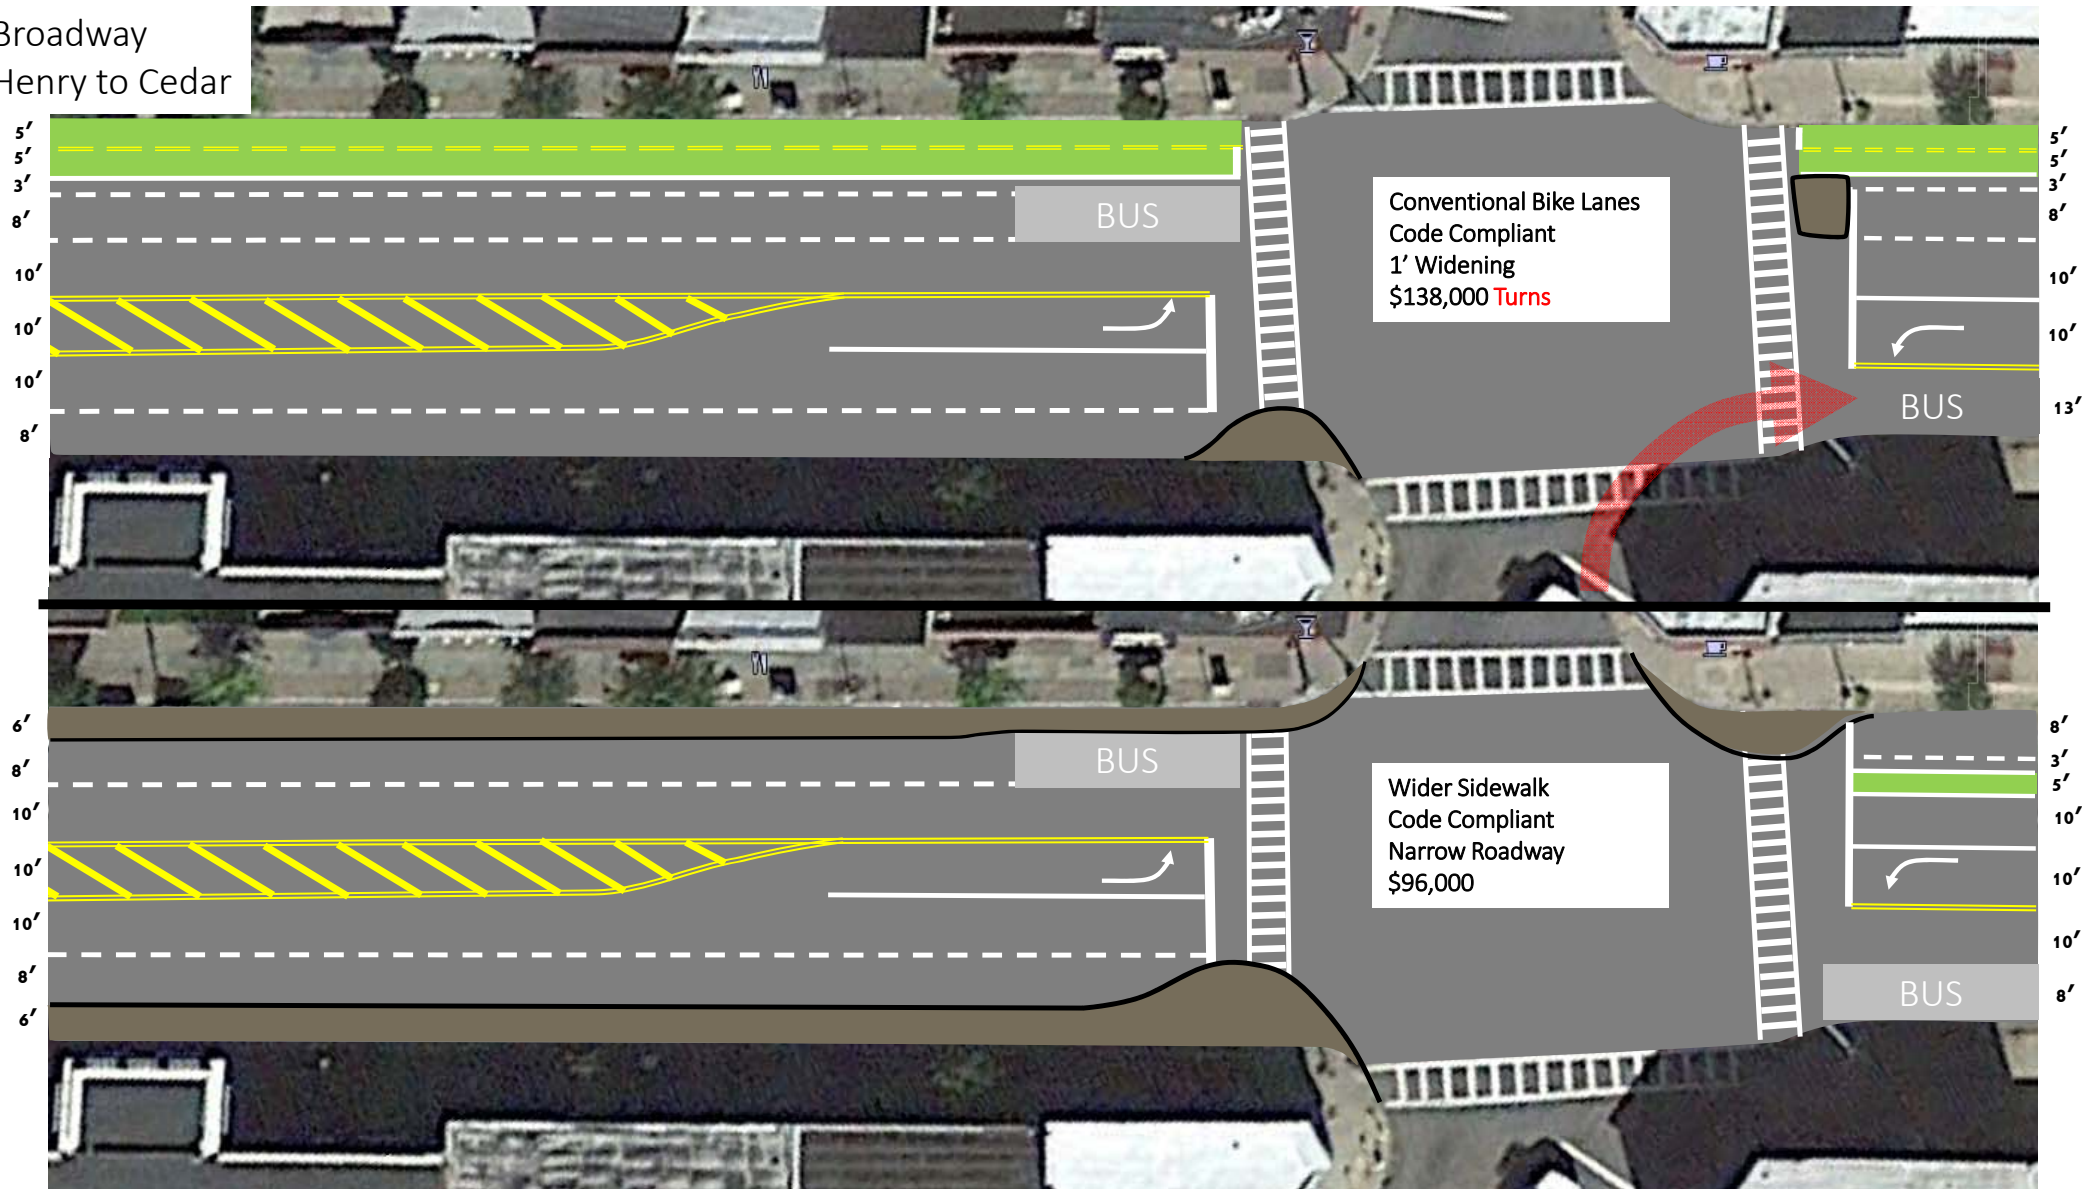 Broadway
Henry to Cedar
5′
5′
3′
8′
10′
10′
10′
8′
BUS
Conventional Bike Lanes
Code Compliant
1’ Widening
$138,000 Turns
BUS
5′
5′
3′
8′
10′
10′
13′
6′
8′
10′
10′
10′
8′
6′
BUS
Wider Sidewalk
Code Compliant
Narrow Roadway
$96,000
BUS
8′
3′
5′
10′
10′
10′
8′